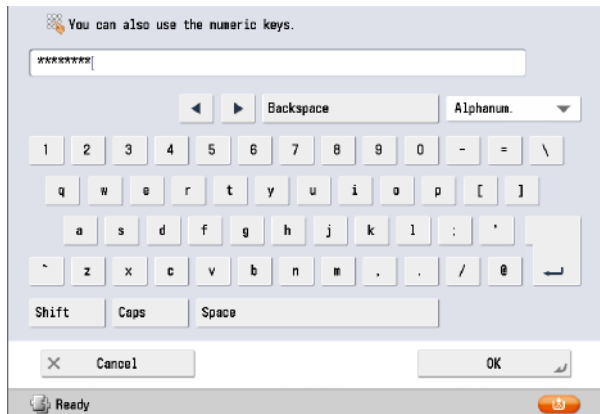 You can also use the numeric keys.
********
Backspace Alphanum.
1 2 3 4 5 6 7 8 9 0 - = \
q w e r t y u i o p [ ]
a s d f g h j k l ; '
` z x c v b n m , . / @
Shift Caps Space
Cancel OK
Ready